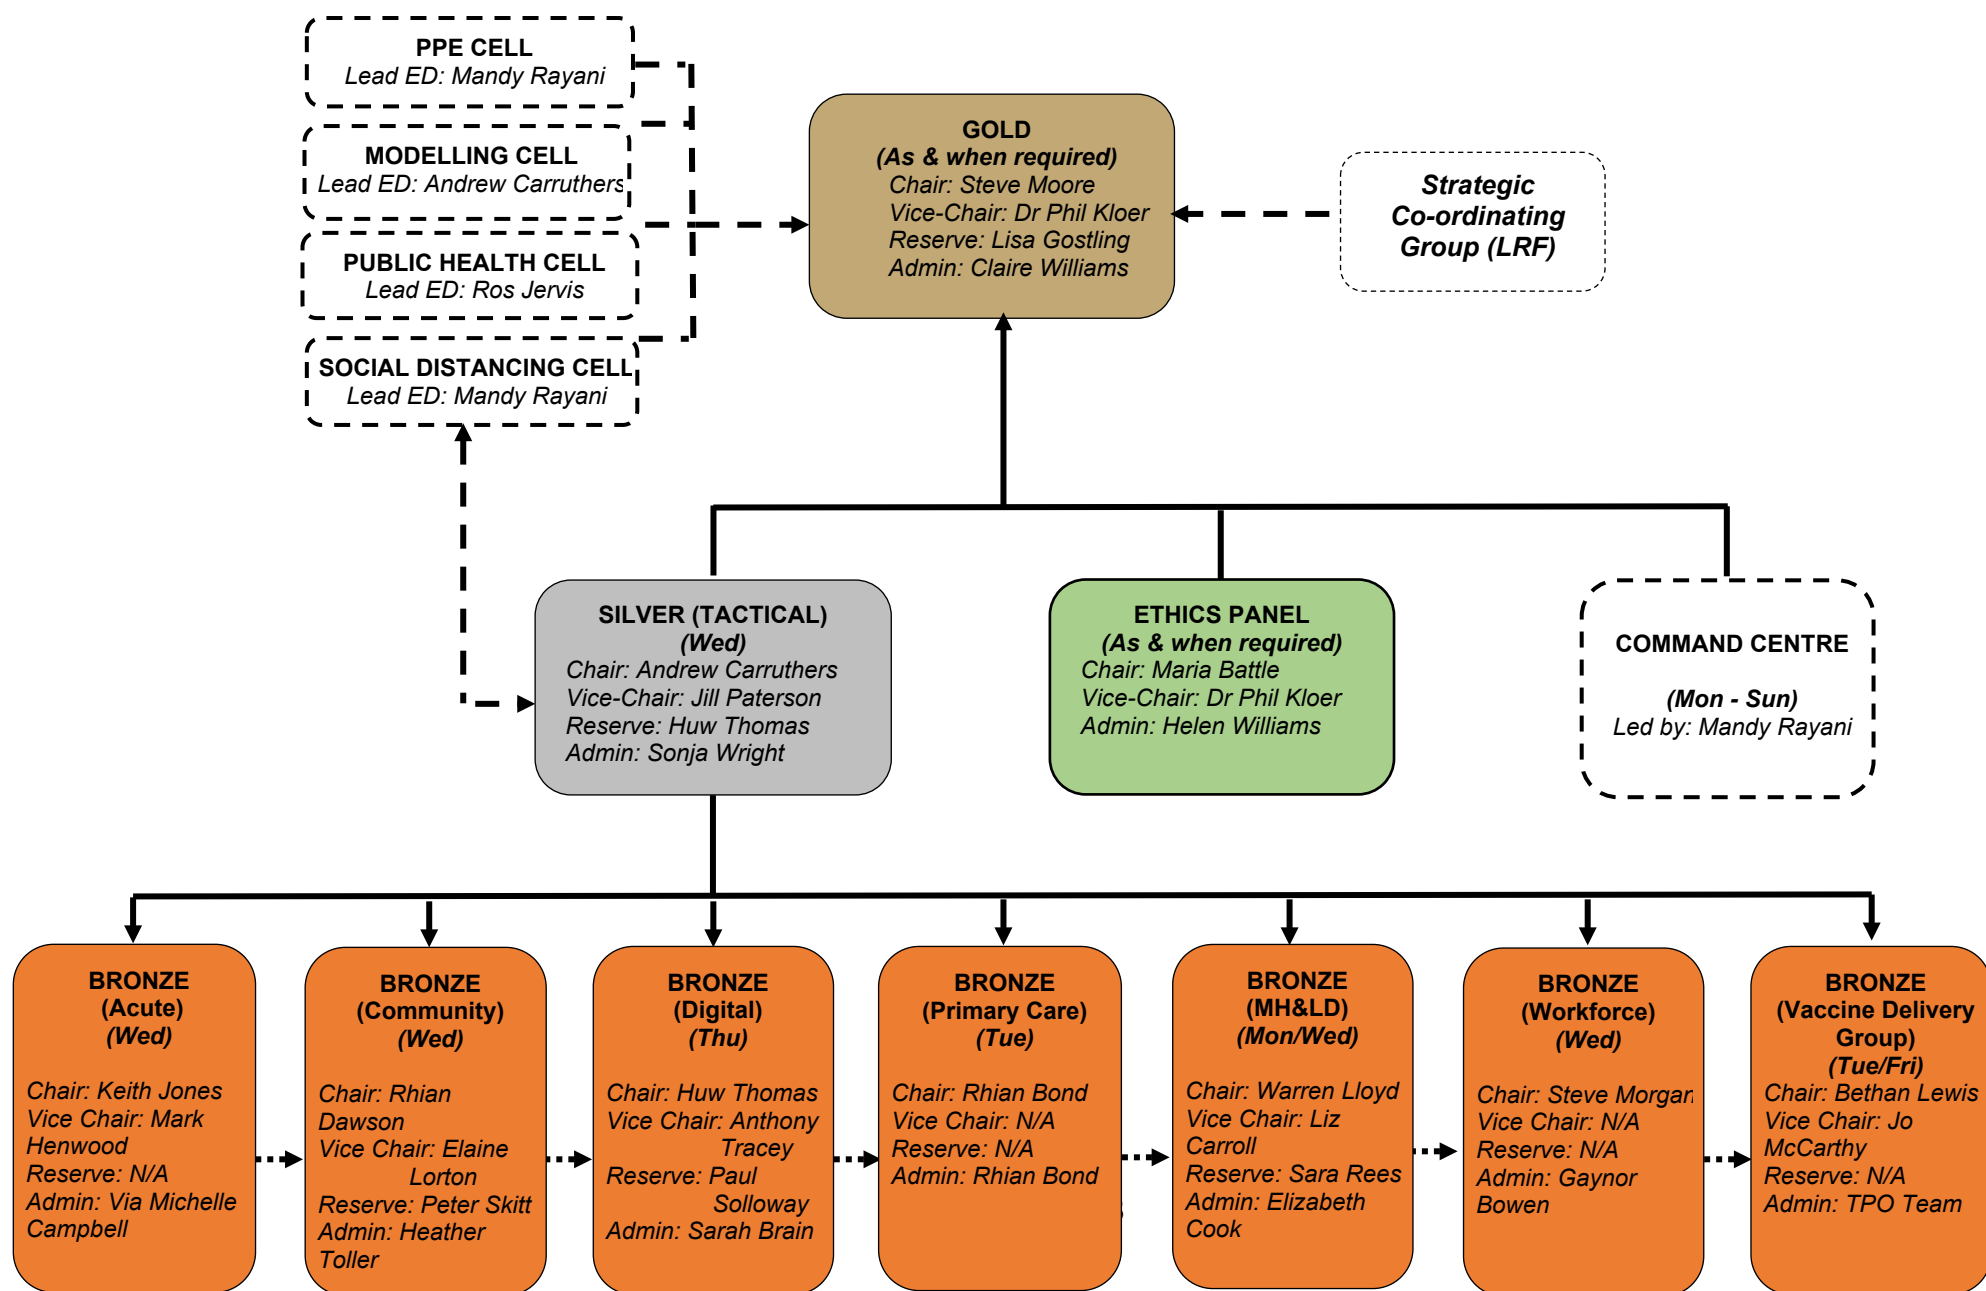 PPE CELL
Lead ED: Mandy Rayani
MODELLING CELL
Lead ED: Andrew Carruthers
PUBLIC HEALTH CELL
Lead ED: Ros Jervis
SOCIAL DISTANCING CELL
Lead ED: Mandy Rayani
GOLD
(As & when required)
Chair: Steve Moore
Vice-Chair: Dr Phil Kloer
Reserve: Lisa Gostling
Admin: Claire Williams
Strategic
Co-ordinating
Group (LRF)
SILVER (TACTICAL)
(Wed)
Chair: Andrew Carruthers
Vice-Chair: Jill Paterson
Reserve: Huw Thomas
Admin: Sonja Wright
ETHICS PANEL
(As & when required)
Chair: Maria Battle
Vice-Chair: Dr Phil Kloer
Admin: Helen Williams
COMMAND CENTRE
(Mon - Sun)
Led by: Mandy Rayani
BRONZE
(Acute)
(Wed)
Chair: Keith Jones
Vice Chair: Mark
Henwood
Reserve: N/A
Admin: Via Michelle
Campbell
BRONZE
(Community)
(Wed)
Chair: Rhian
Dawson
Vice Chair: Elaine
Lorton
Reserve: Peter Skitt
Admin: Heather
Toller
BRONZE
(Digital)
(Thu)
Chair: Huw Thomas
Vice Chair: Anthony
Tracey
Reserve: Paul
Solloway
Admin: Sarah Brain
BRONZE
(Primary Care)
(Tue)
Chair: Rhian Bond
Vice Chair: N/A
Reserve: N/A
Admin: Rhian Bond
BRONZE
(MH&LD)
(Mon/Wed)
Chair: Warren Lloyd
Vice Chair: Liz
Carroll
Reserve: Sara Rees
Admin: Elizabeth
Cook
BRONZE
(Workforce)
(Wed)
Chair: Steve Morgan
Vice Chair: N/A
Reserve: N/A
Admin: Gaynor
Bowen
BRONZE
(Vaccine Delivery
Group)
(Tue/Fri)
Chair: Bethan Lewis
Vice Chair: Jo
McCarthy
Reserve: N/A
Admin: TPO Team